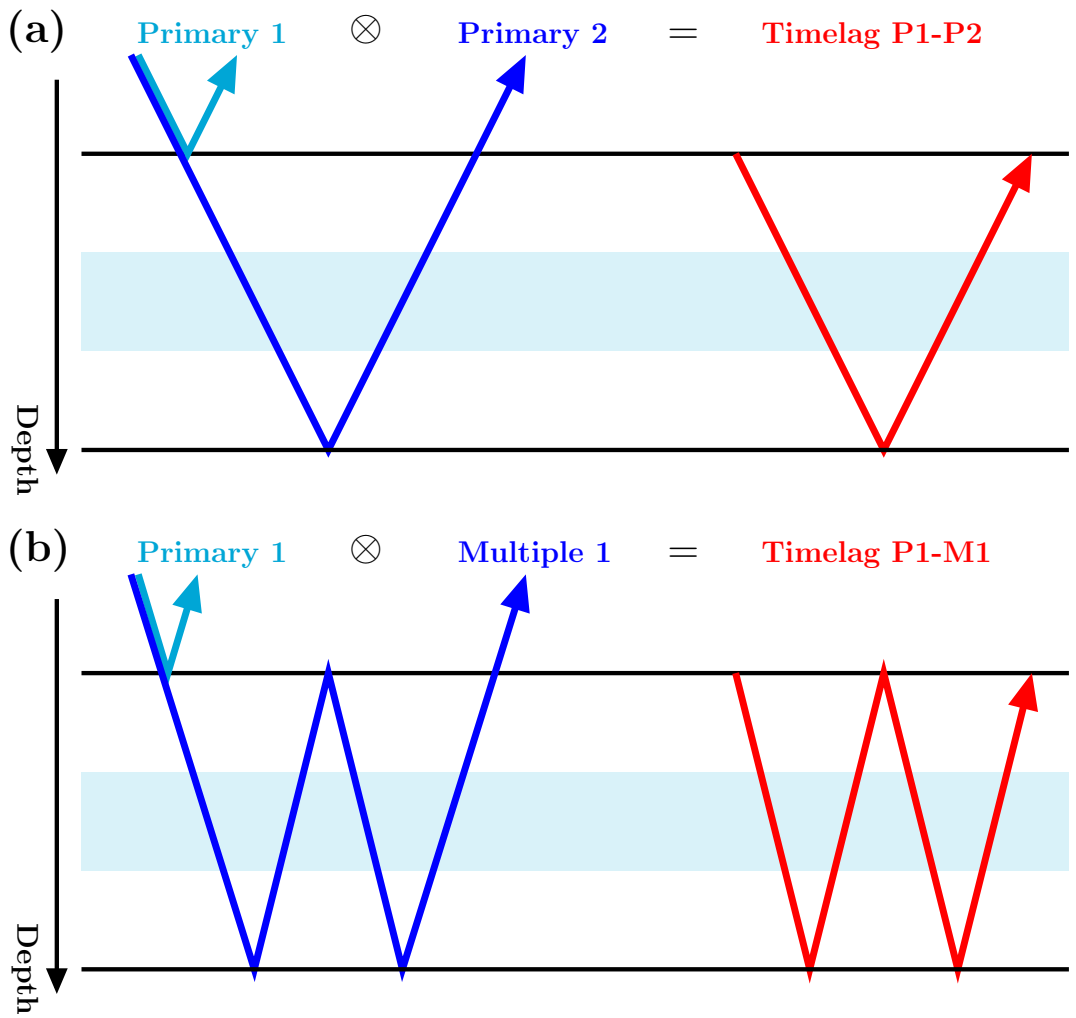 (a) Primary 1 ⊗ Primary 2 = Timelag P1-P2
Depth
(b) Primary 1 ⊗ Multiple 1 = Timelag P1-M1
Depth